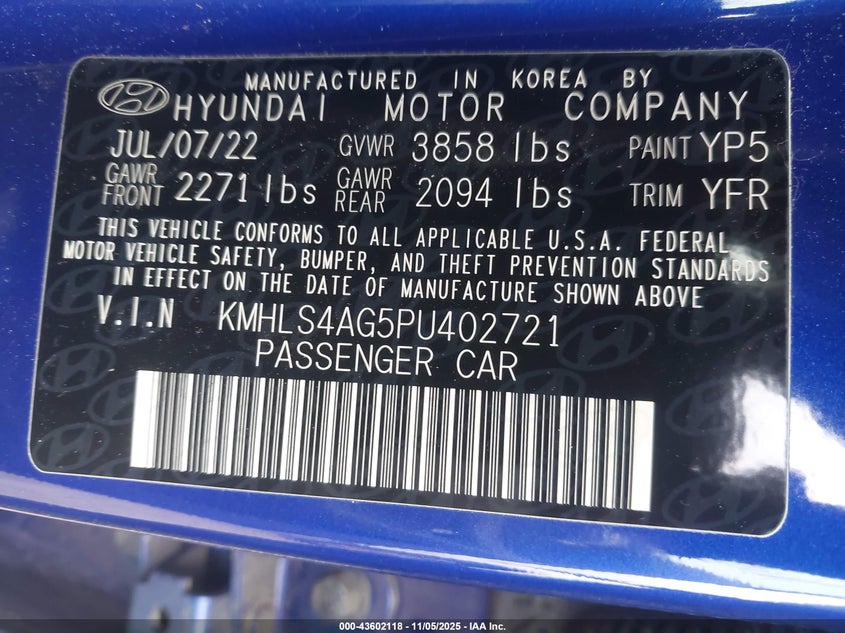 MANUFACTURED IN KOREA BY
HYUNDAI MOTOR COMPANY
JUL/07/22 GVWR 3858 lbs PAINT YP5
GAWR FRONT 2271 lbs GAWR REAR 2094 lbs TRIM YFR
THIS VEHICLE CONFORMS TO ALL APPLICABLE U.S.A. FEDERAL
MOTOR VEHICLE SAFETY, BUMPER, AND THEFT PREVENTION STANDARDS
IN EFFECT ON THE DATE OF MANUFACTURE SHOWN ABOVE
V.I.N KMHLS4AG5PU402721
PASSENGER CAR
000-43602118 - 11/05/2025 - IAA Inc.